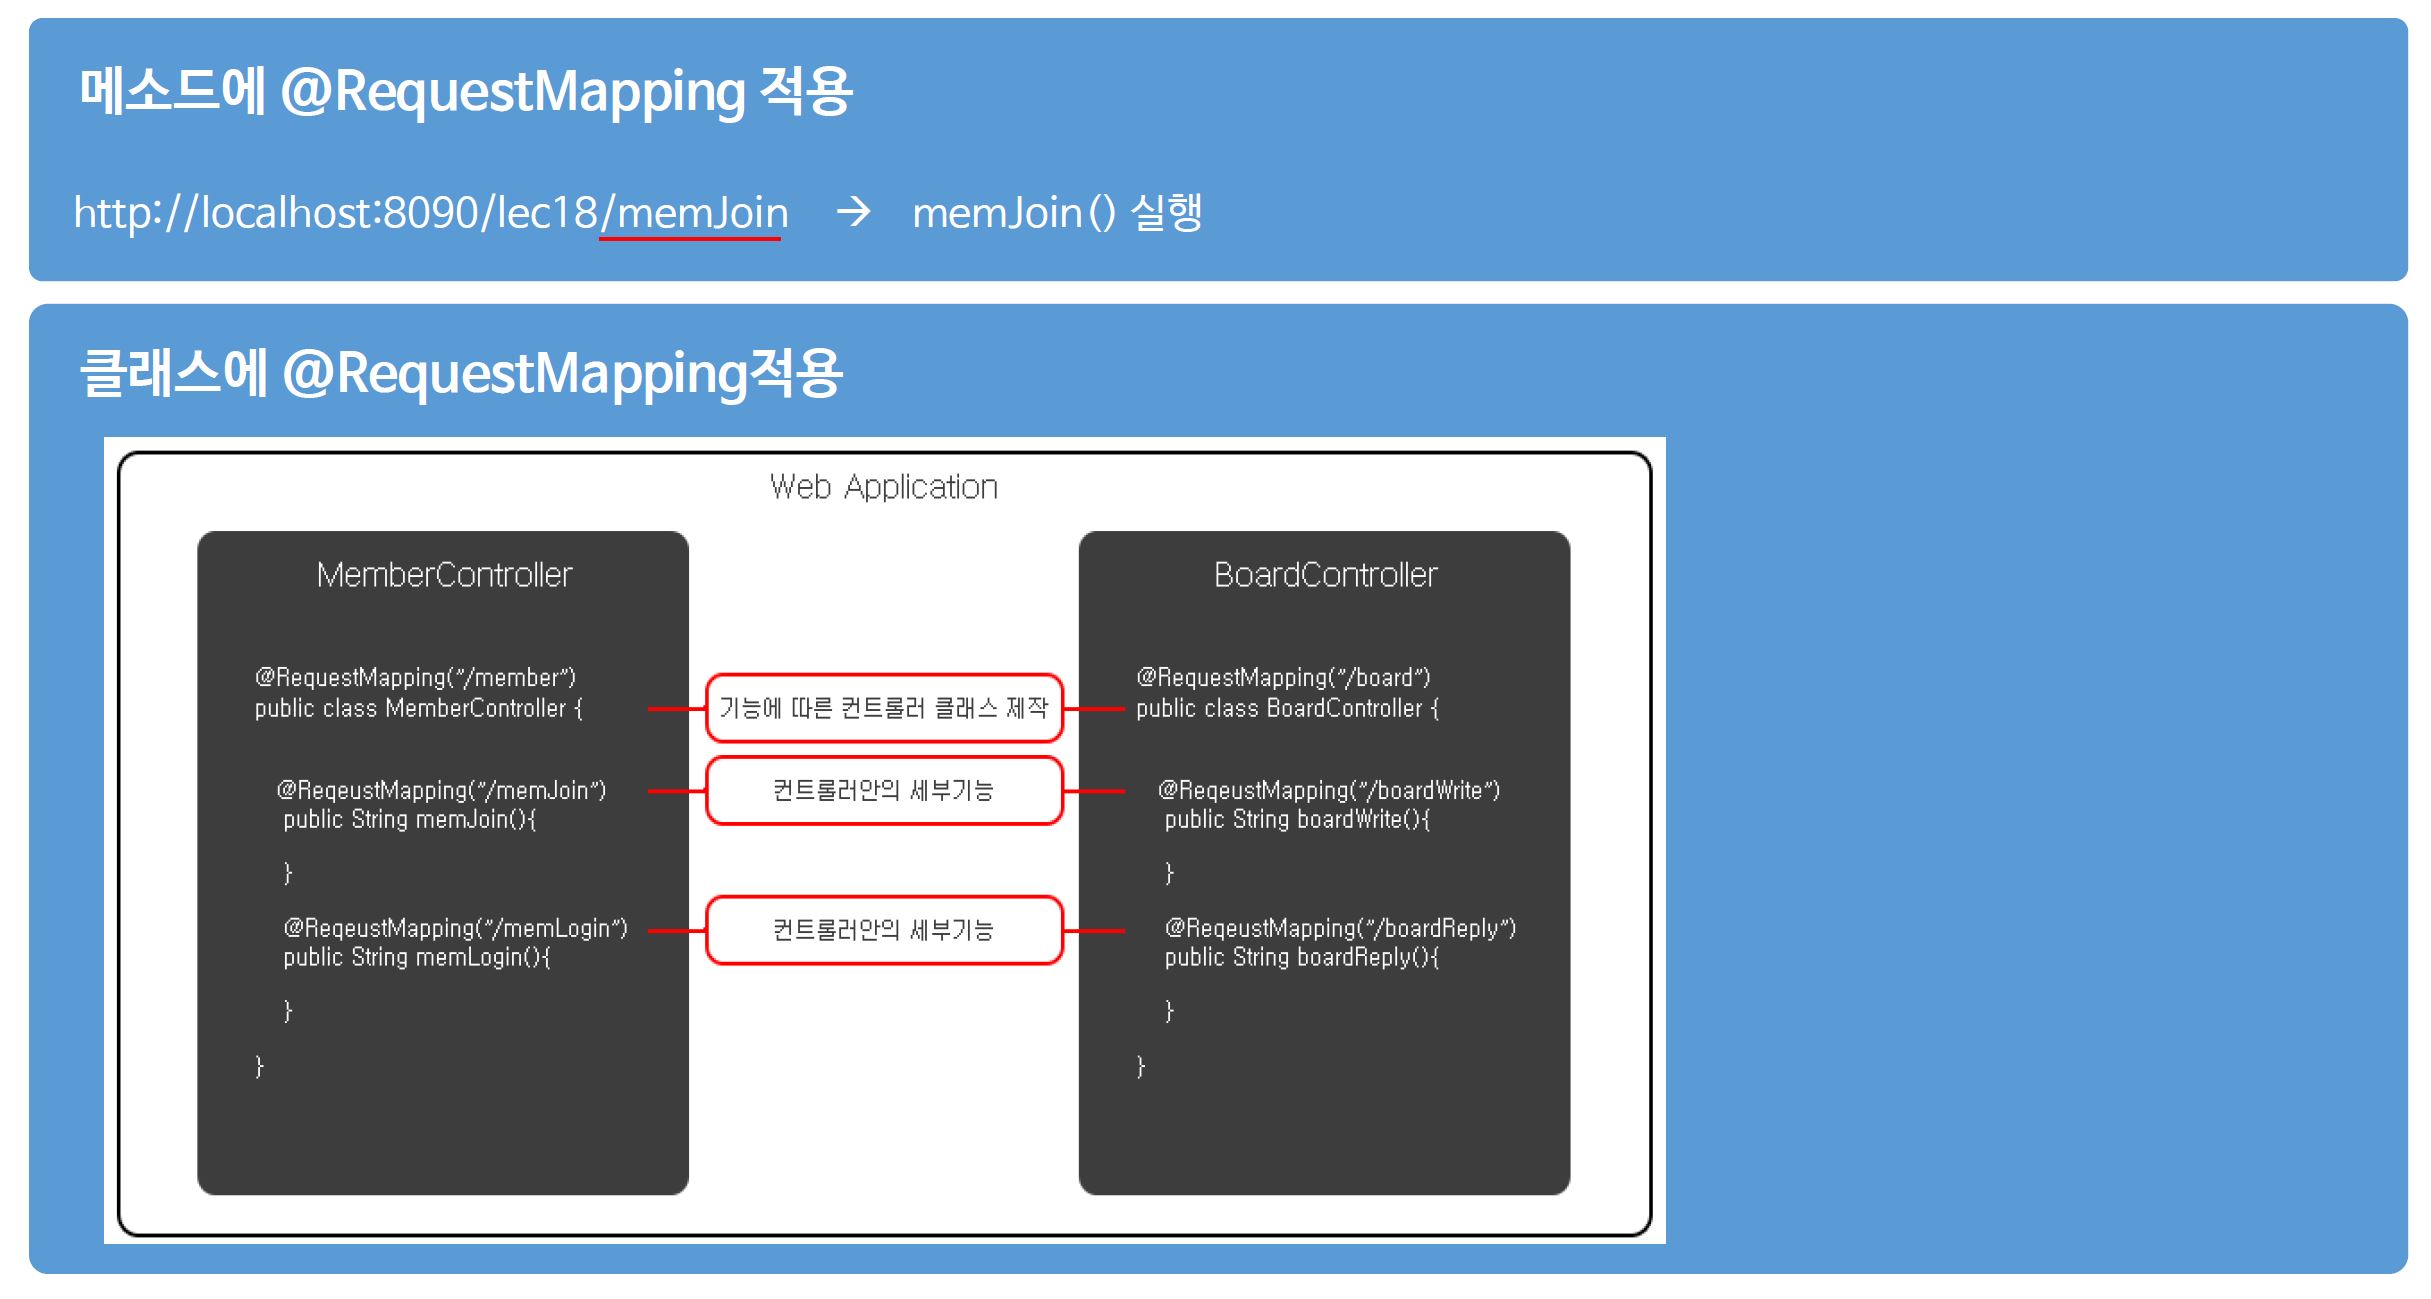 메소드에 @RequestMapping 적용
http://localhost:8090/lec18/memJoin → memJoin() 실행
클래스에 @RequestMapping적용
Web Application
MemberController
@RequestMapping("/member")
public class MemberController {
@ReqeustMapping("/memJoin")
public String memJoin(){
}
@ReqeustMapping("/memLogin")
public String memLogin(){
}
}
기능에 따른 컨트롤러 클래스 제작
컨트롤러안의 세부기능
컨트롤러안의 세부기능
BoardController
@RequestMapping("/board")
public class BoardController {
@ReqeustMapping("/boardWrite")
public String boardWrite(){
}
@ReqeustMapping("/boardReply")
public String boardReply(){
}
}